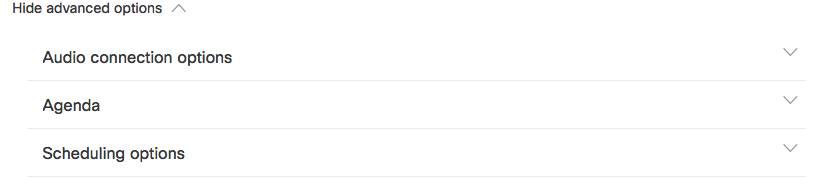 Hide advanced options
Audio connection options
Agenda
Scheduling options